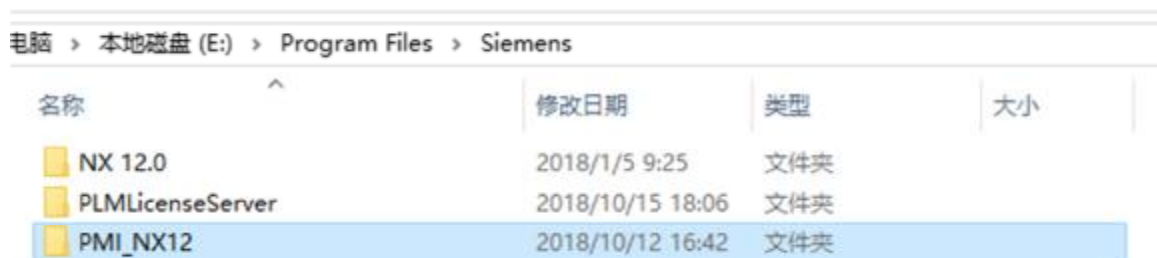 电脑 > 本地磁盘 (E:) > Program Files > Siemens
名称 修改日期 类型 大小
NX 12.0 2018/1/5 9:25 文件夹
PLMLicenseServer 2018/10/15 18:06 文件夹
PMI_NX12 2018/10/12 16:42 文件夹